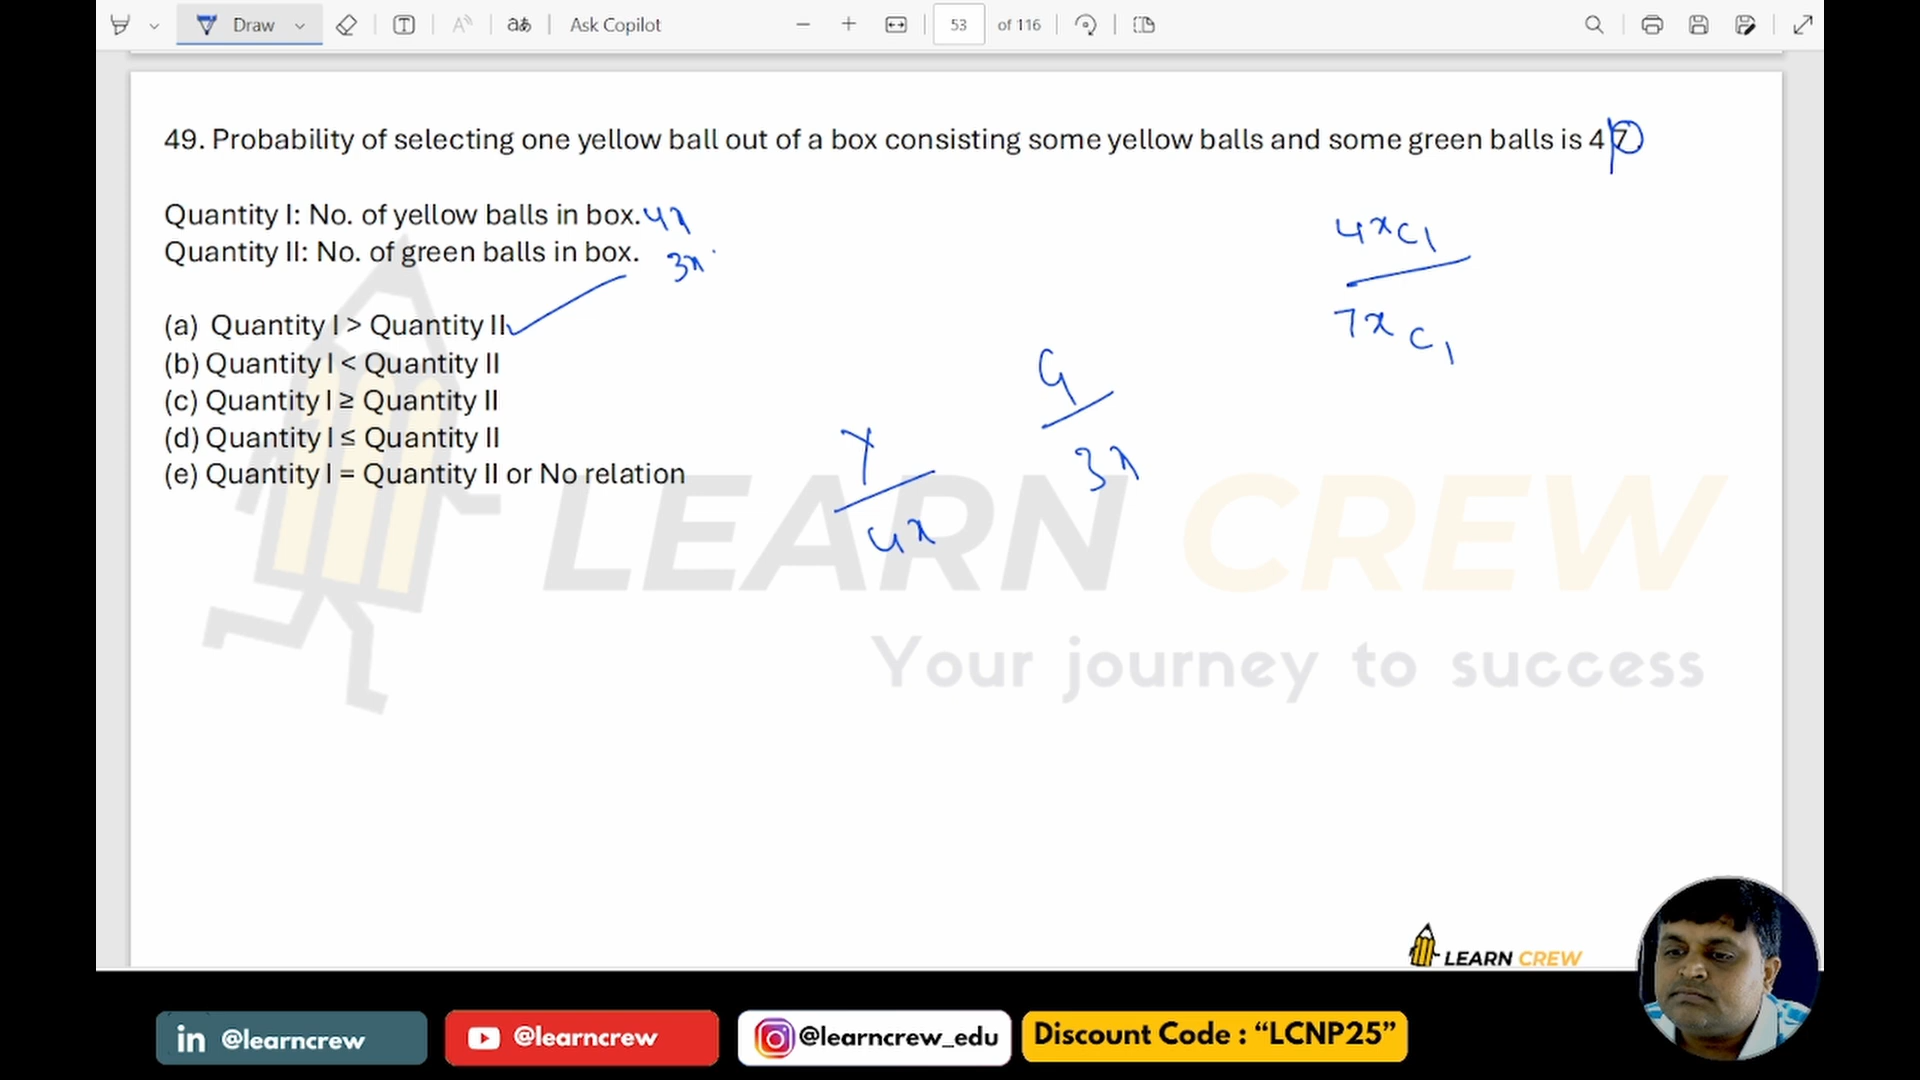 Draw
aあ
Ask Copilot
53 of 116
49. Probability of selecting one yellow ball out of a box consisting some yellow balls and some green balls is 4/7
Quantity I: No. of yellow balls in box. 4x
Quantity II: No. of green balls in box. 3x
(a) Quantity I > Quantity II
(b) Quantity I < Quantity II
(c) Quantity I ≥ Quantity II
(d) Quantity I ≤ Quantity II
(e) Quantity I = Quantity II or No relation
4xC1
7xC1
G
3x
Y
4x
LEARN CREW
Your journey to success
LEARN CREW
in @learncrew
@learncrew
@learncrew_edu
Discount Code : “LCNP25”